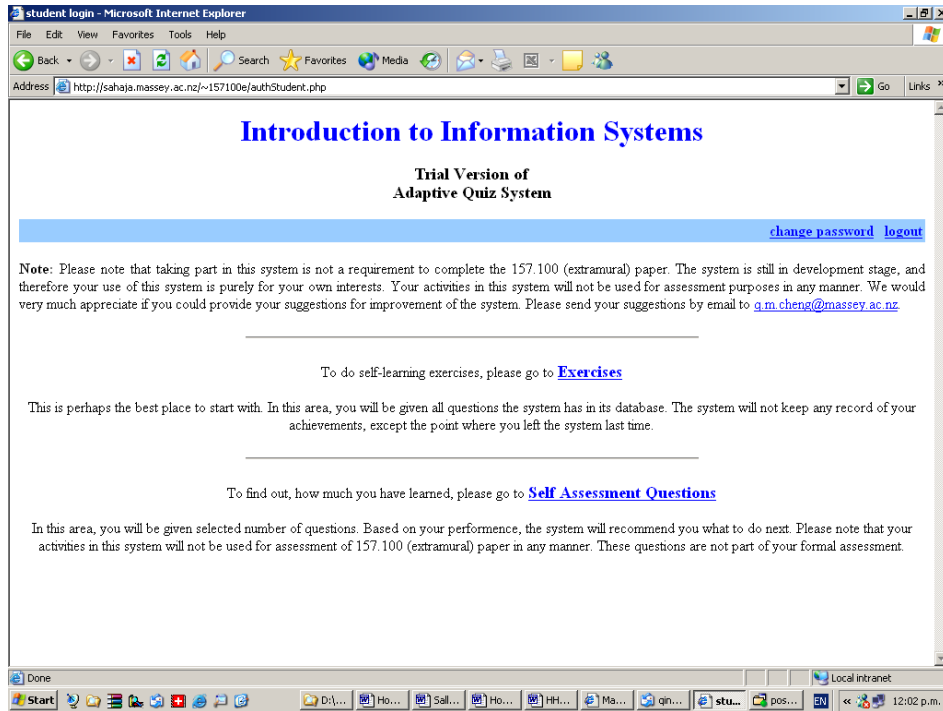 student login - Microsoft Internet Explorer
File Edit View Favorites Tools Help
Back Search Favorites Media
Address http://sahaja.massey.ac.nz/~157100e/authStudent.php Go Links »
Introduction to Information Systems
Trial Version of
Adaptive Quiz System
change password logout
Note: Please note that taking part in this system is not a requirement to complete the 157.100 (extramural) paper. The system is still in development stage, and
therefore your use of this system is purely for your own interests. Your activities in this system will not be used for assessment purposes in any manner. We would
very much appreciate if you could provide your suggestions for improvement of the system. Please send your suggestions by email to q.m.cheng@massey.ac.nz.
To do self-learning exercises, please go to Exercises
This is perhaps the best place to start with. In this area, you will be given all questions the system has in its database. The system will not keep any record of your
achievements, except the point where you left the system last time.
To find out, how much you have learned, please go to Self Assessment Questions
In this area, you will be given selected number of questions. Based on your performence, the system will recommend you what to do next. Please note that your
activities in this system will not be used for assessment of 157.100 (extramural) paper in any manner. These questions are not part of your formal assessment.
Done Local intranet
Start D:\... Ho... Sall... Ho... HH... Ma... qin... stu... pos... EN « 12:02 p.m.